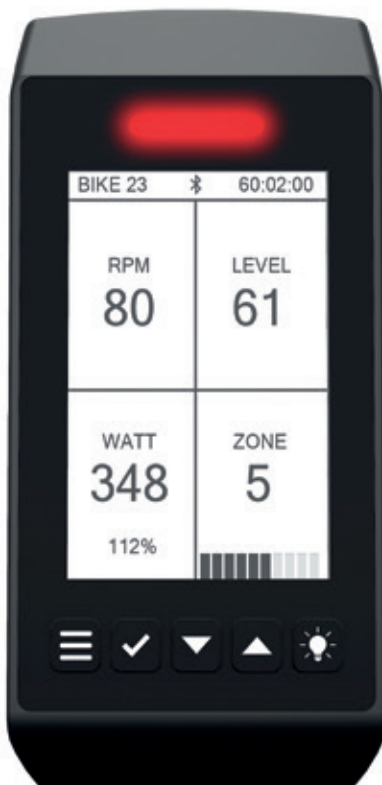 BIKE 23 60:02:00
RPM LEVEL
80 61
WATT ZONE
348 5
112%